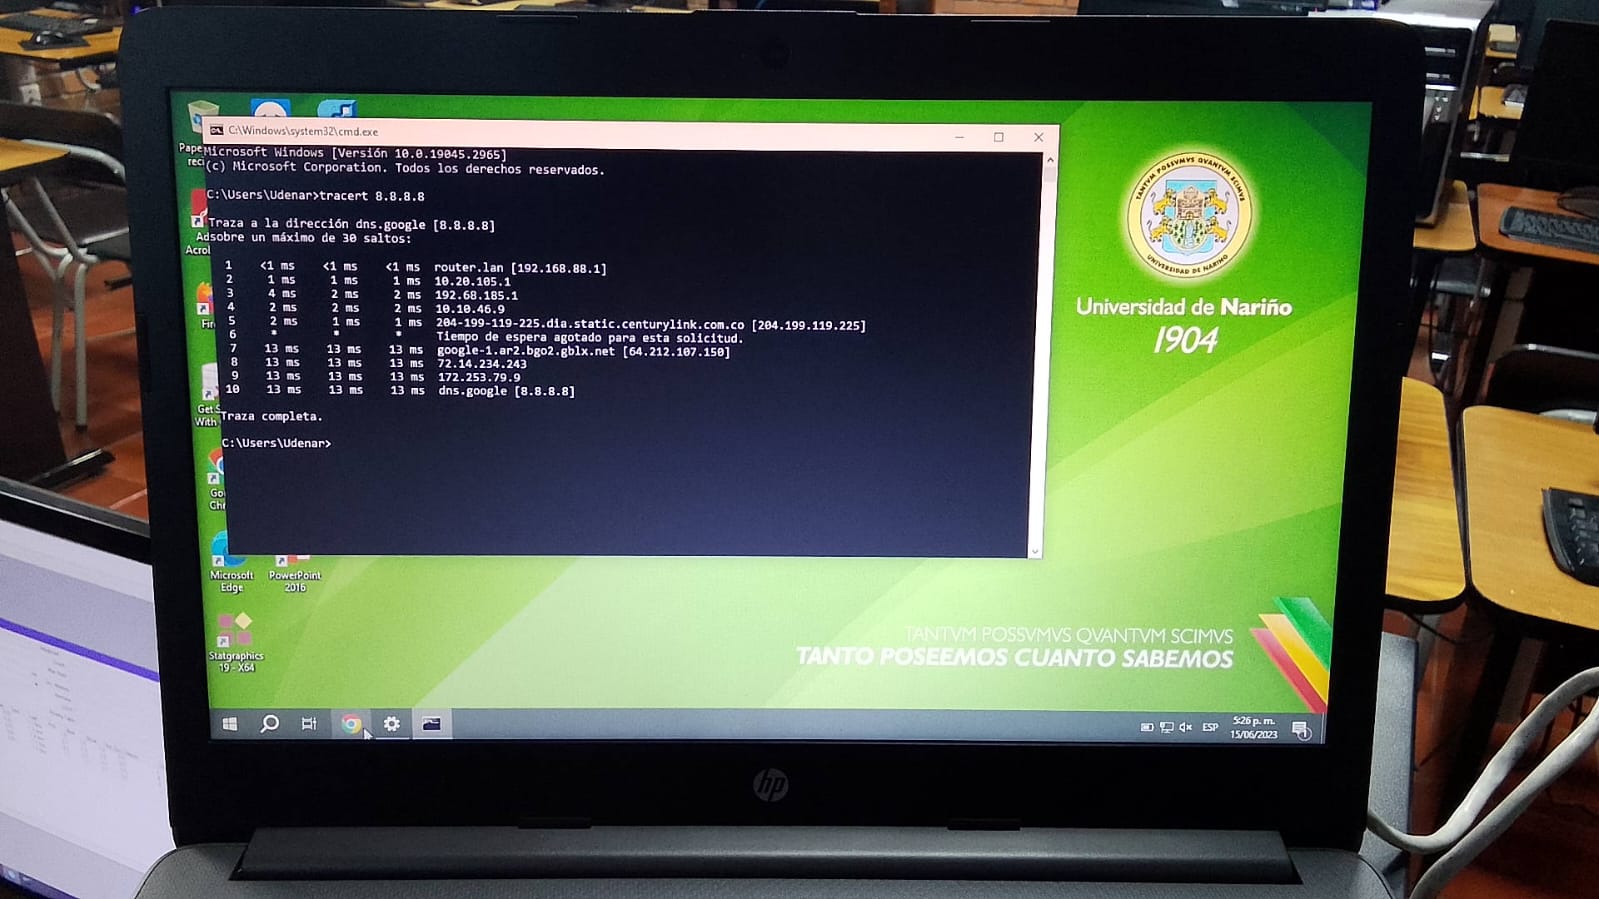 C:\Windows\system32\cmd.exe
Microsoft Windows [Versión 10.0.19045.2965]
(c) Microsoft Corporation. Todos los derechos reservados.
C:\Users\Udenar>tracert 8.8.8.8
Traza a la dirección dns.google [8.8.8.8]
sobre un máximo de 30 saltos:
1 <1 ms <1 ms <1 ms router.lan [192.168.88.1]
2 1 ms 1 ms 1 ms 10.20.105.1
3 4 ms 2 ms 2 ms 192.68.185.1
4 2 ms 2 ms 2 ms 10.10.46.9
5 2 ms 1 ms 1 ms 204-199-119-225.dia.static.centurylink.com.co [204.199.119.225]
6 * * * Tiempo de espera agotado para esta solicitud.
7 13 ms 13 ms 13 ms google-1.ar2.bgo2.gblx.net [64.212.107.150]
8 13 ms 13 ms 13 ms 72.14.234.243
9 13 ms 13 ms 13 ms 172.253.79.9
10 13 ms 13 ms 13 ms dns.google [8.8.8.8]
Traza completa.
C:\Users\Udenar>
Pape
reci
Ad
Acro
Fir
Get S
With
Goo
Chr
Microsoft
Edge
PowerPoint
2016
Statgraphics
19 - X64
TANTVM POSSVMVS QVANTVM SCIMVS
UNIVERSIDAD DE NARIÑO
Universidad de Nariño
1904
TANTVM POSSVMVS QVANTVM SCIMVS
TANTO POSEEMOS CUANTO SABEMOS
ESP
5:26 p. m.
15/06/2023
1
hp